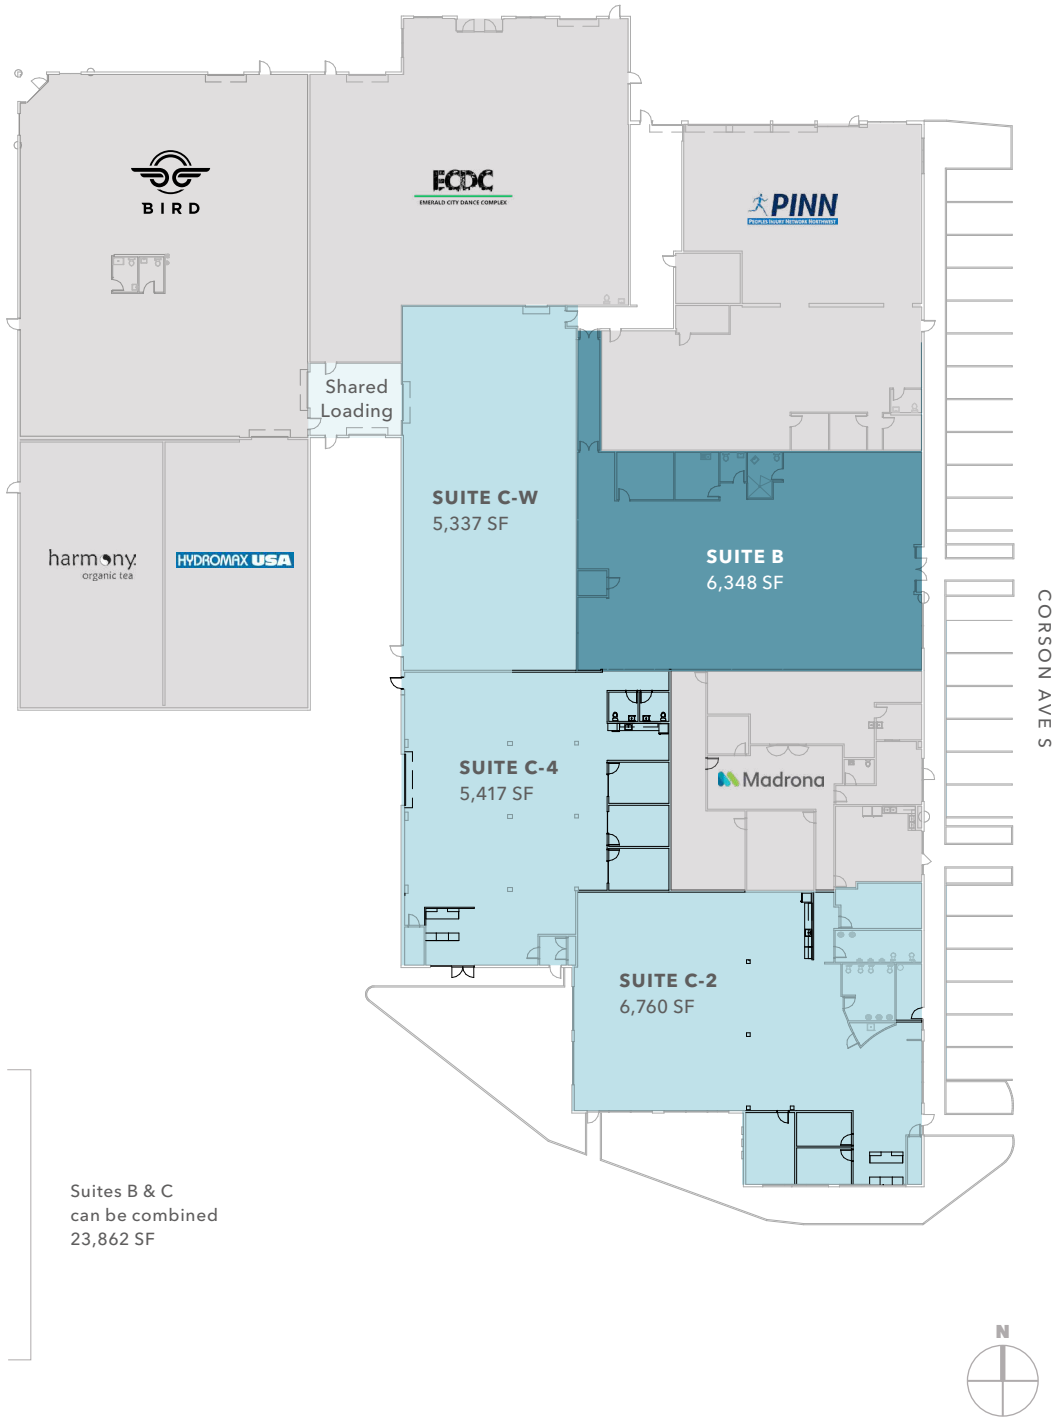 BIRD
ECDC
EMERALD CITY DANCE COMPLEX
PINN
PEOPLES INJURY NETWORK NORTHWEST
Shared
Loading
SUITE C-W
5,337 SF
SUITE B
6,348 SF
harmony
organic tea
HYDROMAX USA
CORSON AVE S
SUITE C-4
5,417 SF
Madrona
SUITE C-2
6,760 SF
Suites B & C
can be combined
23,862 SF
N